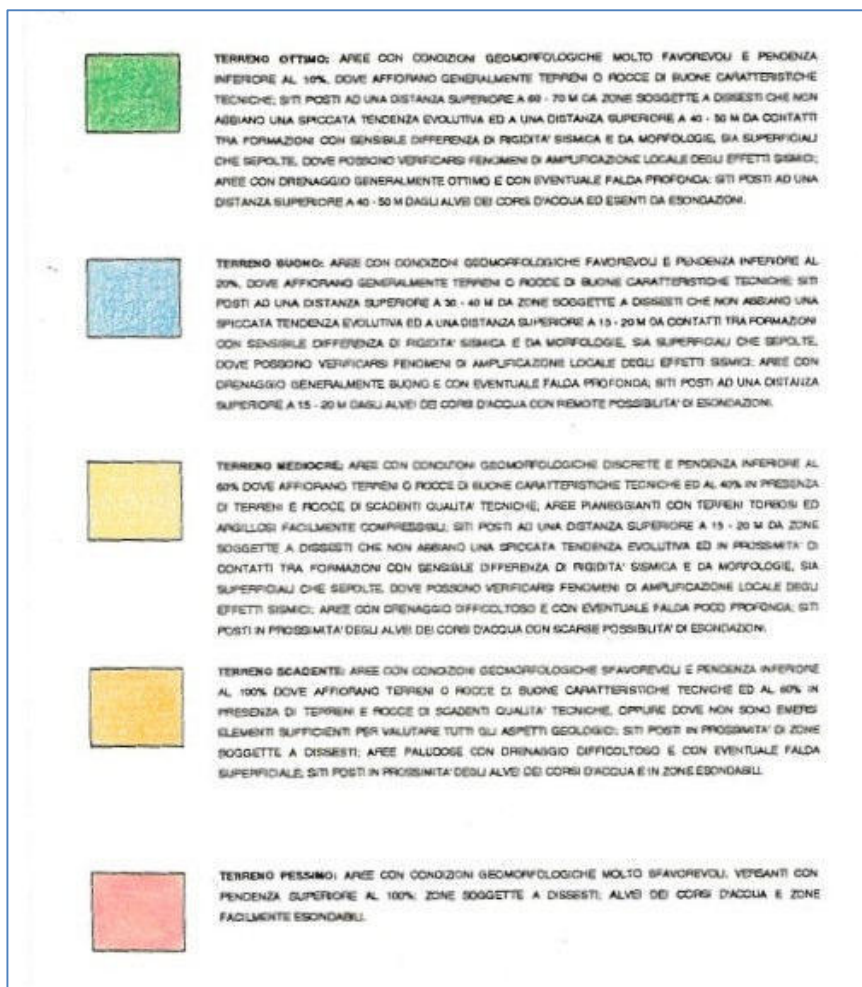 TERRENO OTTIMO: AREE CON CONDIZIONI GEOMORFOLOGICHE MOLTO FAVOREVOLI E PENDENZA
INFERIORE AL 10%, DOVE AFFIORANO GENERALMENTE TERRENI O ROCCE DI BUONE CARATTERISTICHE
TECNICHE; SITI POSTI AD UNA DISTANZA SUPERIORE A 60 - 70 M DA ZONE SOGGETTE A DISSESTI CHE NON
ABBIANO UNA SPICCATA TENDENZA EVOLUTIVA ED A UNA DISTANZA SUPERIORE A 40 - 50 M DA CONTATTI
TRA FORMAZIONI CON SENSIBILE DIFFERENZA DI RIGIDITA' SISMICA E DA MORFOLOGIE, SIA SUPERFICIALI
CHE SEPOLTE, DOVE POSSONO VERIFICARSI FENOMENI DI AMPLIFICAZIONE LOCALE DEGLI EFFETTI SISMICI;
AREE CON DRENAGGIO GENERALMENTE OTTIMO E CON EVENTUALE FALDA PROFONDA; SITI POSTI AD UNA
DISTANZA SUPERIORE A 40 - 50 M DAGLI ALVEI DEI CORSI D'ACQUA ED ESENTI DA ESONDAZIONI.
TERRENO BUONO: AREE CON CONDIZIONI GEOMORFOLOGICHE FAVOREVOLI E PENDENZA INFERIORE AL
20%, DOVE AFFIORANO GENERALMENTE TERRENI O ROCCE DI BUONE CARATTERISTICHE TECNICHE; SITI
POSTI AD UNA DISTANZA SUPERIORE A 30 - 40 M DA ZONE SOGGETTE A DISSESTI CHE NON ABBIANO UNA
SPICCATA TENDENZA EVOLUTIVA ED A UNA DISTANZA SUPERIORE A 15 - 20 M DA CONTATTI TRA FORMAZIONI
CON SENSIBILE DIFFERENZA DI RIGIDITA' SISMICA E DA MORFOLOGIE, SIA SUPERFICIALI CHE SEPOLTE,
DOVE POSSONO VERIFICARSI FENOMENI DI AMPLIFICAZIONE LOCALE DEGLI EFFETTI SISMICI; AREE CON
DRENAGGIO GENERALMENTE BUONO E CON EVENTUALE FALDA PROFONDA; SITI POSTI AD UNA DISTANZA
SUPERIORE A 15 - 20 M DAGLI ALVEI DEI CORSI D'ACQUA CON REMOTE POSSIBILITA' DI ESONDAZIONI.
TERRENO MEDIOCRE: AREE CON CONDIZIONI GEOMORFOLOGICHE DISCRETE E PENDENZA INFERIORE AL
60% DOVE AFFIORANO TERRENI O ROCCE DI BUONE CARATTERISTICHE TECNICHE ED AL 40% IN PRESENZA
DI TERRENI E ROCCE DI SCADENTI QUALITA' TECNICHE; AREE PIANEGGIANTI CON TERRENI TORBOSI ED
ARGILLOSI FACILMENTE COMPRESSIBILI; SITI POSTI AD UNA DISTANZA SUPERIORE A 15 - 20 M DA ZONE
SOGGETTE A DISSESTI CHE NON ABBIANO UNA SPICCATA TENDENZA EVOLUTIVA ED IN PROSSIMITA' DI
CONTATTI TRA FORMAZIONI CON SENSIBILE DIFFERENZA DI RIGIDITA' SISMICA E DA MORFOLOGIE, SIA
SUPERFICIALI CHE SEPOLTE, DOVE POSSONO VERIFICARSI FENOMENI DI AMPLIFICAZIONE LOCALE DEGLI
EFFETTI SISMICI; AREE CON DRENAGGIO DIFFICOLTOSO E CON EVENTUALE FALDA POCO PROFONDA; SITI
POSTI IN PROSSIMITA' DEGLI ALVEI DEI CORSI D'ACQUA CON SCARSE POSSIBILITA' DI ESONDAZIONI.
TERRENO SCADENTE: AREE CON CONDIZIONI GEOMORFOLOGICHE SFAVOREVOLI E PENDENZA INFERIORE
AL 100% DOVE AFFIORANO TERRENI O ROCCE DI BUONE CARATTERISTICHE TECNICHE ED AL 60% IN
PRESENZA DI TERRENI E ROCCE DI SCADENTI QUALITA' TECNICHE, OPPURE DOVE NON SONO EMERSI
ELEMENTI SUFFICIENTI PER VALUTARE TUTTI GLI ASPETTI GEOLOGICI; SITI POSTI IN PROSSIMITA' DI ZONE
SOGGETTE A DISSESTI; AREE PALUDOSE CON DRENAGGIO DIFFICOLTOSO E CON EVENTUALE FALDA
SUPERFICIALE; SITI POSTI IN PROSSIMITA' DEGLI ALVEI DEI CORSI D'ACQUA E IN ZONE ESONDABILI.
TERRENO PESSIMO: AREE CON CONDIZIONI GEOMORFOLOGICHE MOLTO SFAVOREVOLI, VERSANTI CON
PENDENZA SUPERIORE AL 100%; ZONE SOGGETTE A DISSESTI; ALVEI DEI CORSI D'ACQUA E ZONE
FACILMENTE ESONDABILI.